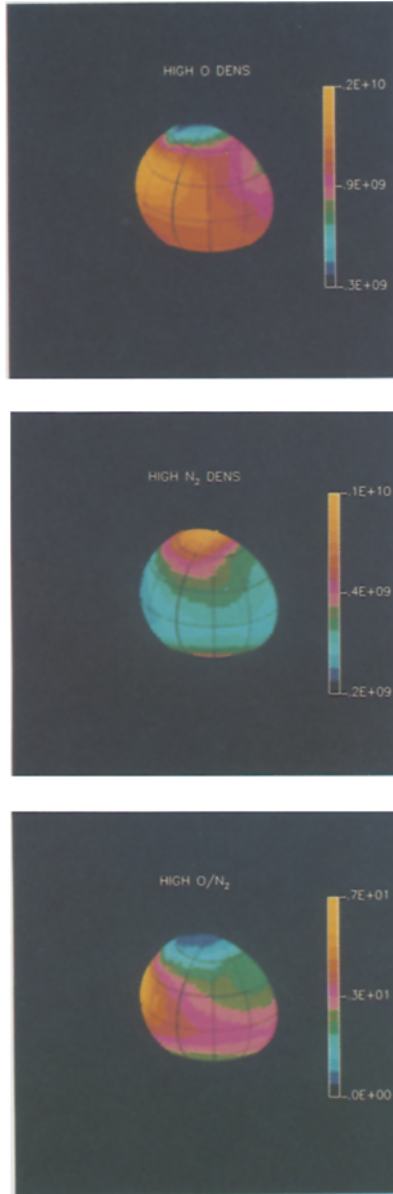 HIGH O DENS
.2E+10
.9E+09
.3E+09
HIGH N₂ DENS
.1E+10
.4E+09
.2E+09
HIGH O/N₂
.7E+01
.3E+01
.0E+00